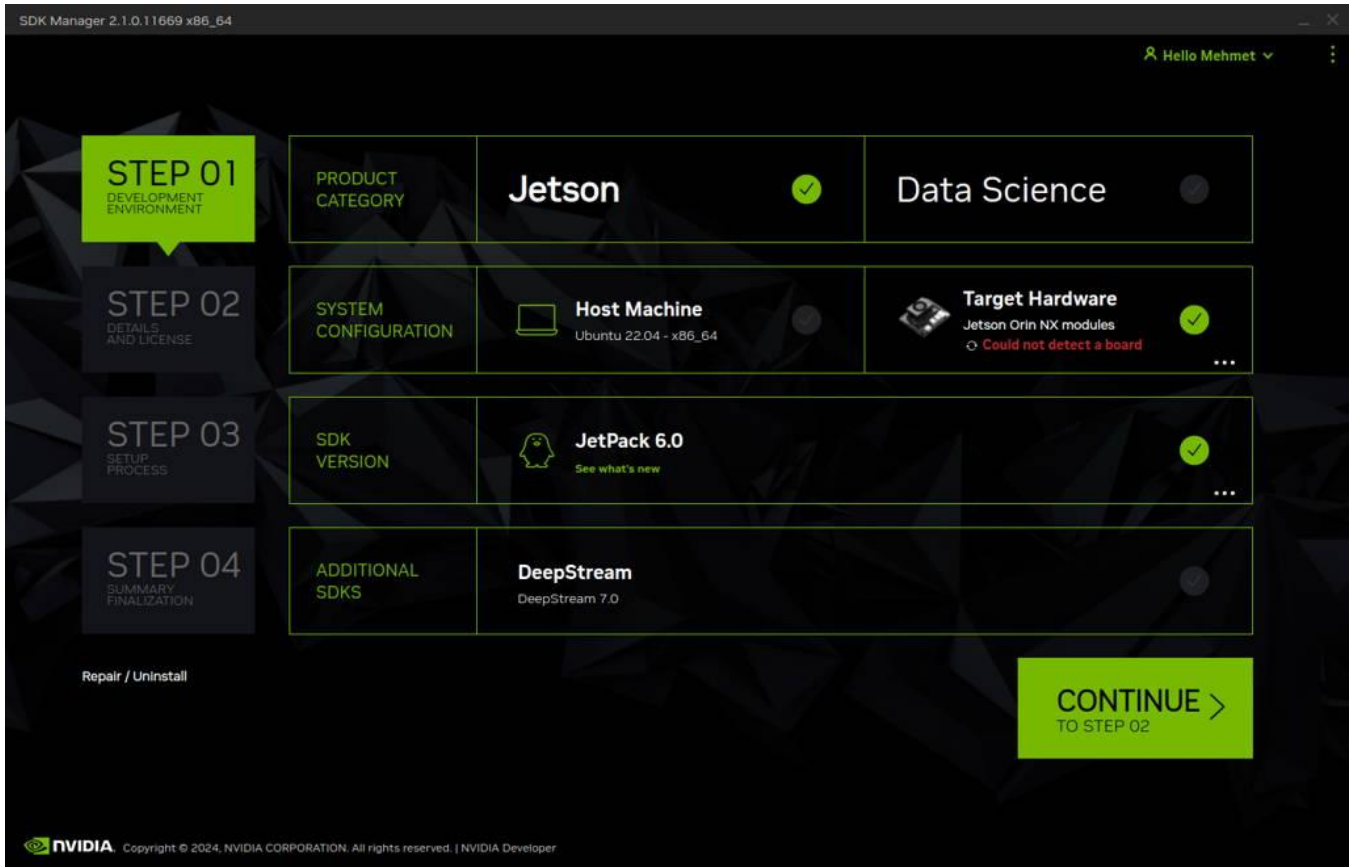 SDK Manager 2.1.0.11669 x86_64
Hello Mehmet
STEP 01
DEVELOPMENT
ENVIRONMENT
PRODUCT
CATEGORY
Jetson
Data Science
STEP 02
DETAILS
AND LICENSE
SYSTEM
CONFIGURATION
Host Machine
Ubuntu 22.04 - x86_64
Target Hardware
Jetson Orin NX modules
Could not detect a board
STEP 03
SETUP
PROCESS
SDK
VERSION
JetPack 6.0
See what's new
STEP 04
SUMMARY
FINALIZATION
ADDITIONAL
SDKS
DeepStream
DeepStream 7.0
Repair / Uninstall
CONTINUE
TO STEP 02
NVIDIA. Copyright © 2024, NVIDIA CORPORATION. All rights reserved. | NVIDIA Developer